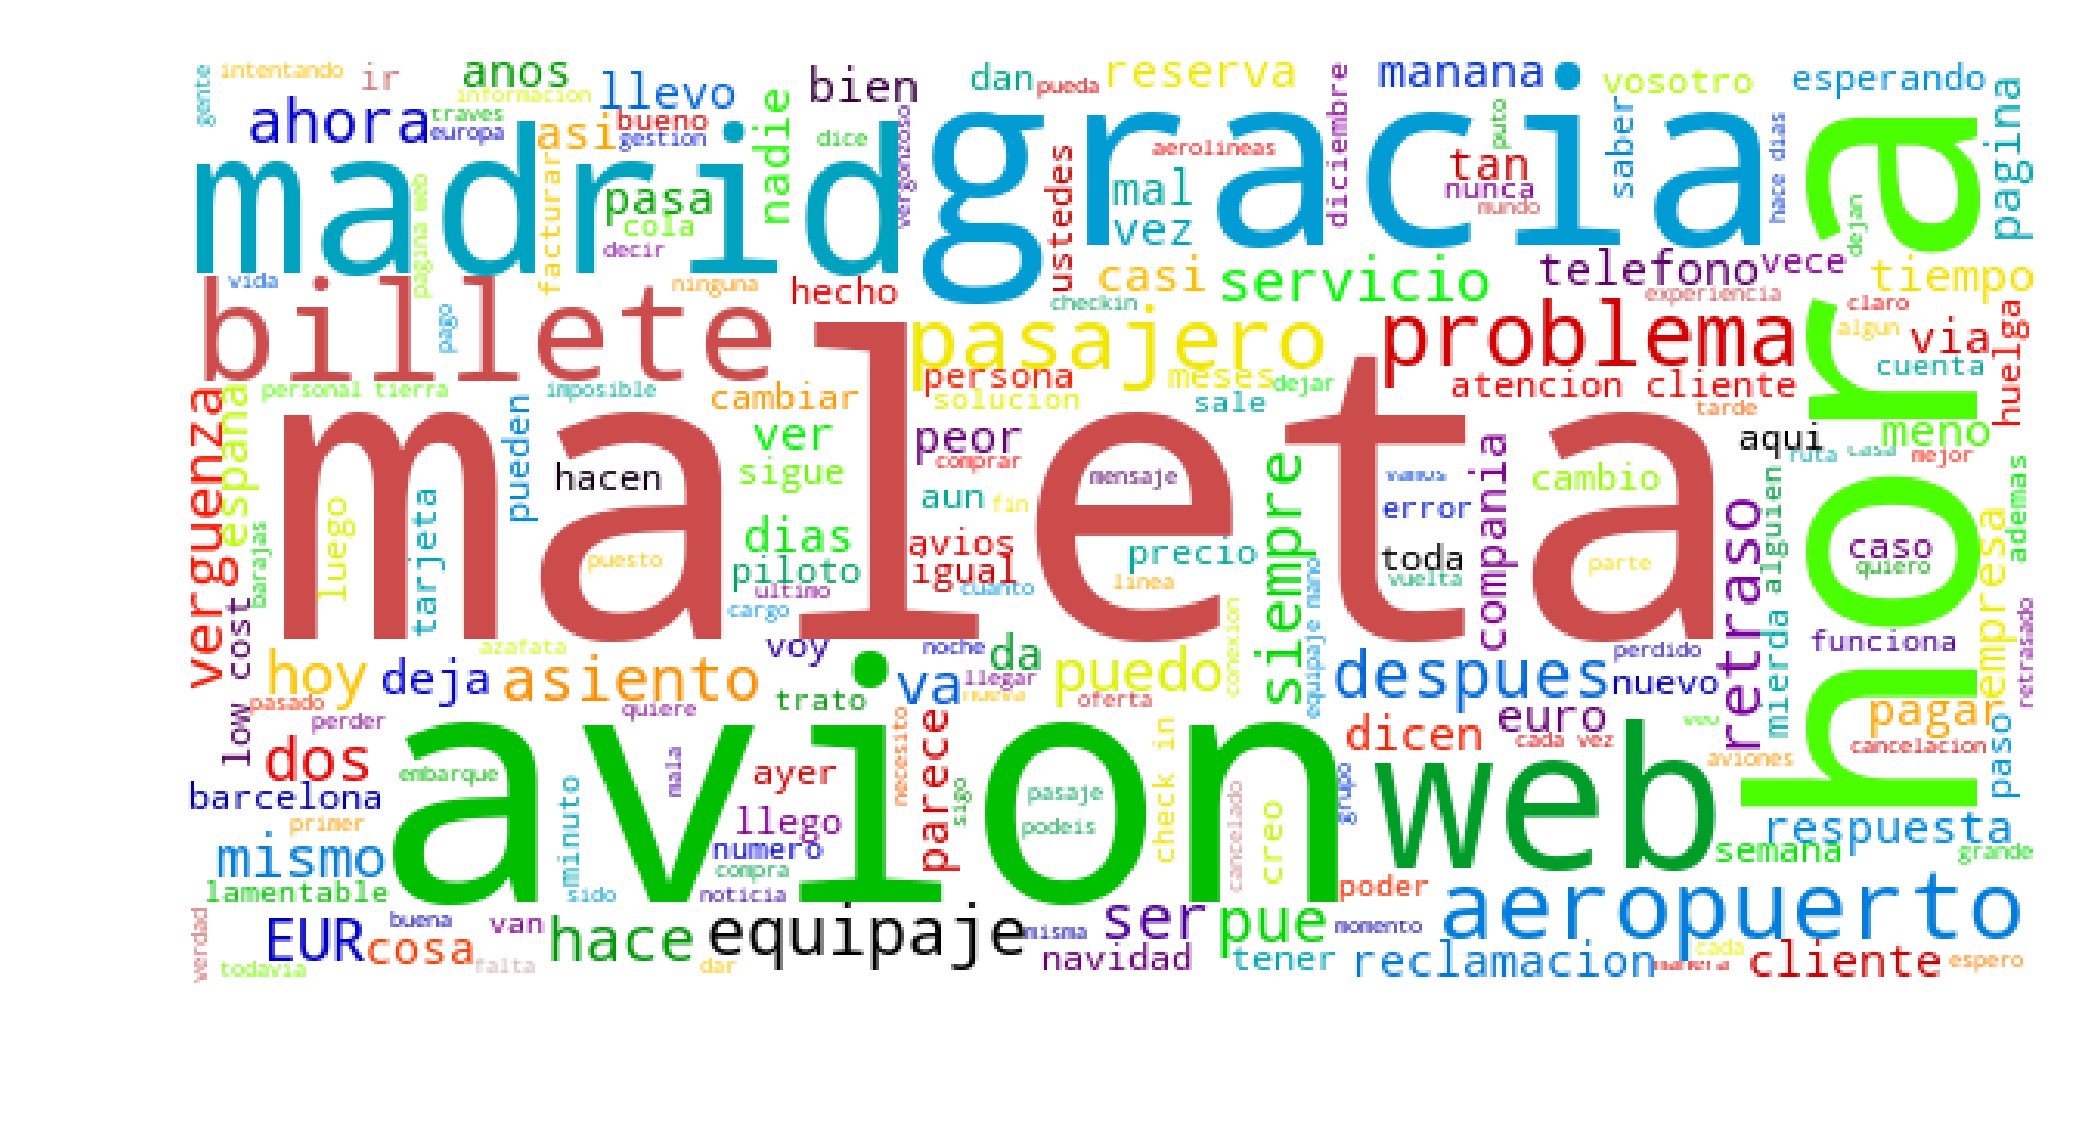 gente
intentando
ir
anos
informacion
llevo
bien
dan
pueda
reserva
diciembre
manana
vosotro
esperando
pagina
ahora
traves
europa
asi
bueno
gestion
nadie
dice
vergonzoso
aerolineas
puto
saber
hace dias
tan
nunca
mundo
madrid
gracia
hora
pagina web
facturar
pasa
cola
decir
ustedes
mal
vez
dejan
vida
ninguna
hecho
casi
checkin
servicio
telefono
vece
tiempo
experiencia
claro
billete
pago
pasajero
problema
algun
via
huelga
cuenta
persona
meses
dejar
atencion cliente
personal tierra
imposible
cambiar
solucion
sale
tarde
verguenza
españa
maleta
pueden
ver
peor
comprar
aqui
meno
ruta
casa
mejor
hacen
sigue
mensaje
siempre
vamos
compania
cambio
alguien
ademas
luego
tarjeta
aun
fin
error
retraso
barajas
dias
avios
precio
caso
puesto
piloto
igual
toda
vuelta
parte
quiero
empresa
ultimo
cuanto
linea
cargo
equipaje mano
conexion
low cost
azafata
voy
noche
da
mierda
funciona
perdido
retrasado
hoy
deja
asiento
va
llegar
nueva
puedo
despues
nuevo
pasado
trato
oferta
perder
quiere
necesito
parece
check in
euro
veu
pagar
paso
dos
avion
dicen
cada vez
cancelacion
embarque
mala
ayer
web
aviones
barcelona
minuto
sigo
pasaje
cancelado
creo
grupo
primer
llego
podeis
respuesta
mismo
numero
semana
grande
compra
lamentable
sido
noticia
poder
aeropuerto
verdad
EUR
buena
van
hace
equipaje
misma
ser
pue
momento
cosa
navidad
tener
reclamacion
manera
cada
cliente
espero
todavia
falta
dar